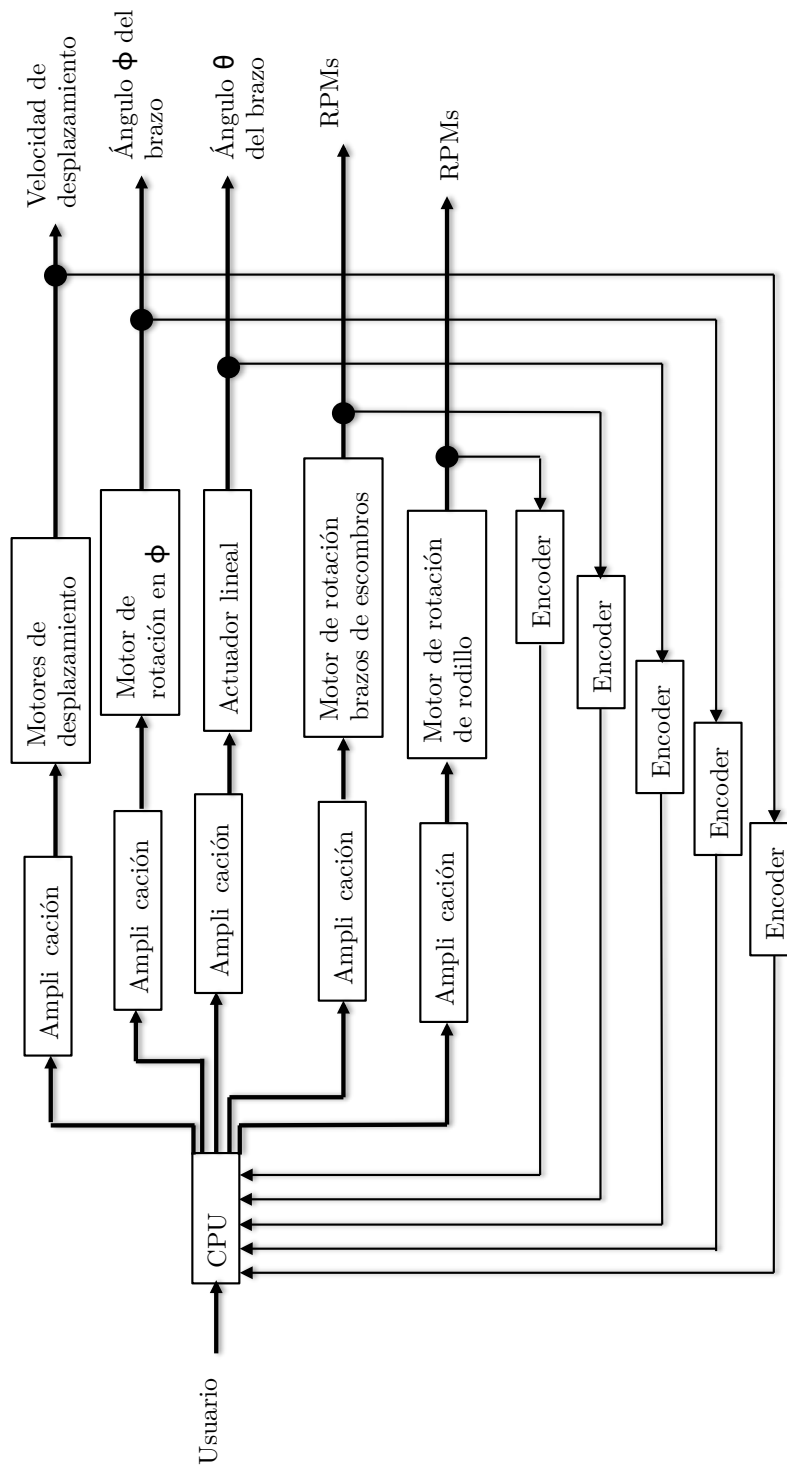 Usuario
CPU
Ampli cación
Motores de
desplazamiento
Velocidad de
desplazamiento
Ampli cación
Motor de
rotación en ϕ
Ángulo ϕ del
brazo
Ampli cación
Actuador lineal
Ángulo θ
del brazo
Ampli cación
Motor de rotación
brazos de escombros
RPMs
Ampli cación
Motor de rotación
de rodillo
RPMs
Encoder
Encoder
Encoder
Encoder
Encoder